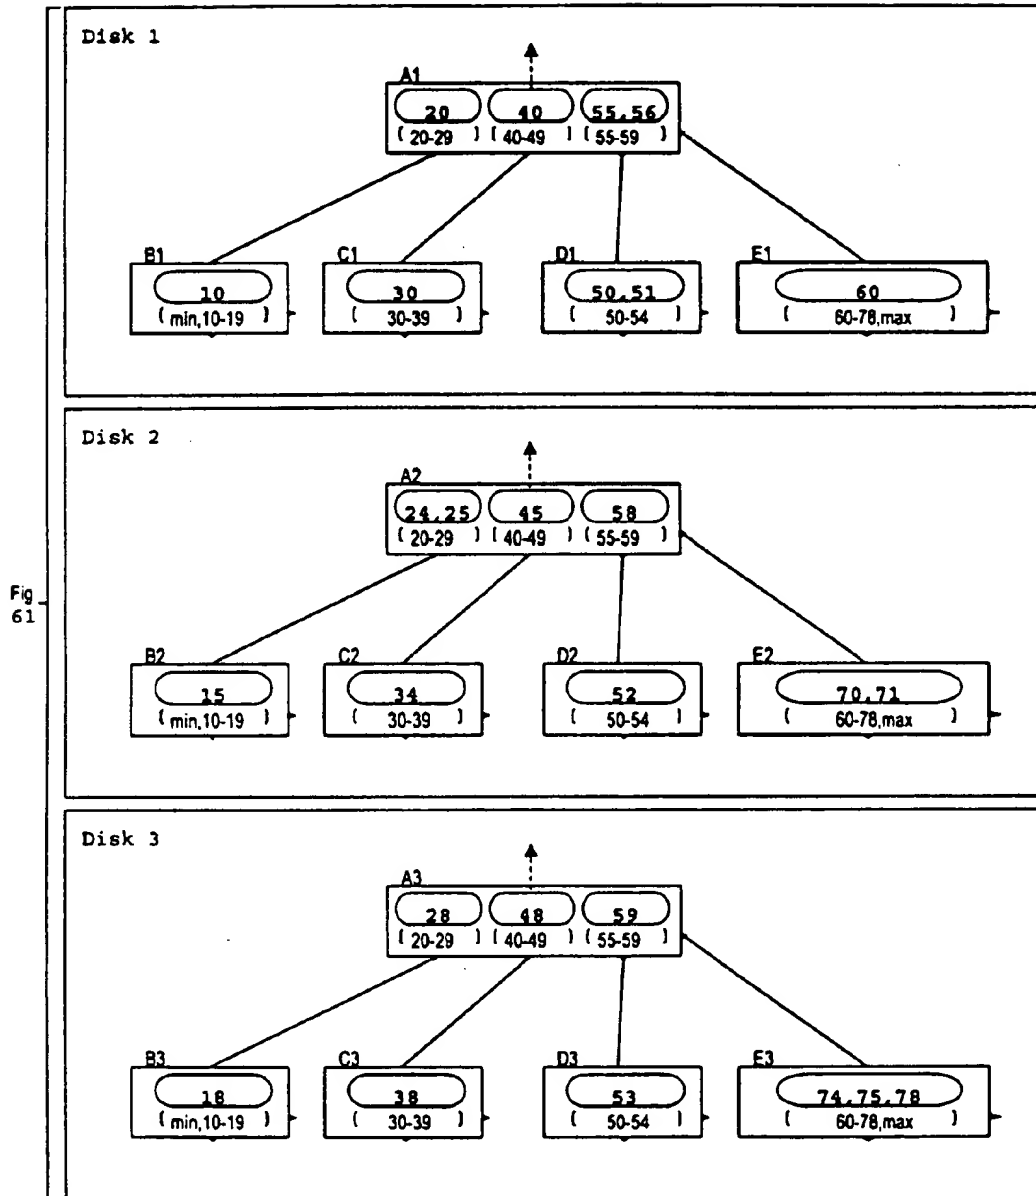 Disk 1
A1
20 40 55,56
( 20-29 ) ( 40-49 ) ( 55-59 )
B1 C1 D1 E1
10 30 50,51 60
( min,10-19 ) ( 30-39 ) ( 50-54 ) ( 60-78,max )
Disk 2
A2
24,25 45 58
( 20-29 ) ( 40-49 ) ( 55-59 )
Fig
61
B2 C2 D2 E2
15 34 52 70,71
( min,10-19 ) ( 30-39 ) ( 50-54 ) ( 60-78,max )
Disk 3
A3
28 48 59
( 20-29 ) ( 40-49 ) ( 55-59 )
B3 C3 D3 E3
18 38 53 74,75,78
( min,10-19 ) ( 30-39 ) ( 50-54 ) ( 60-78,max )